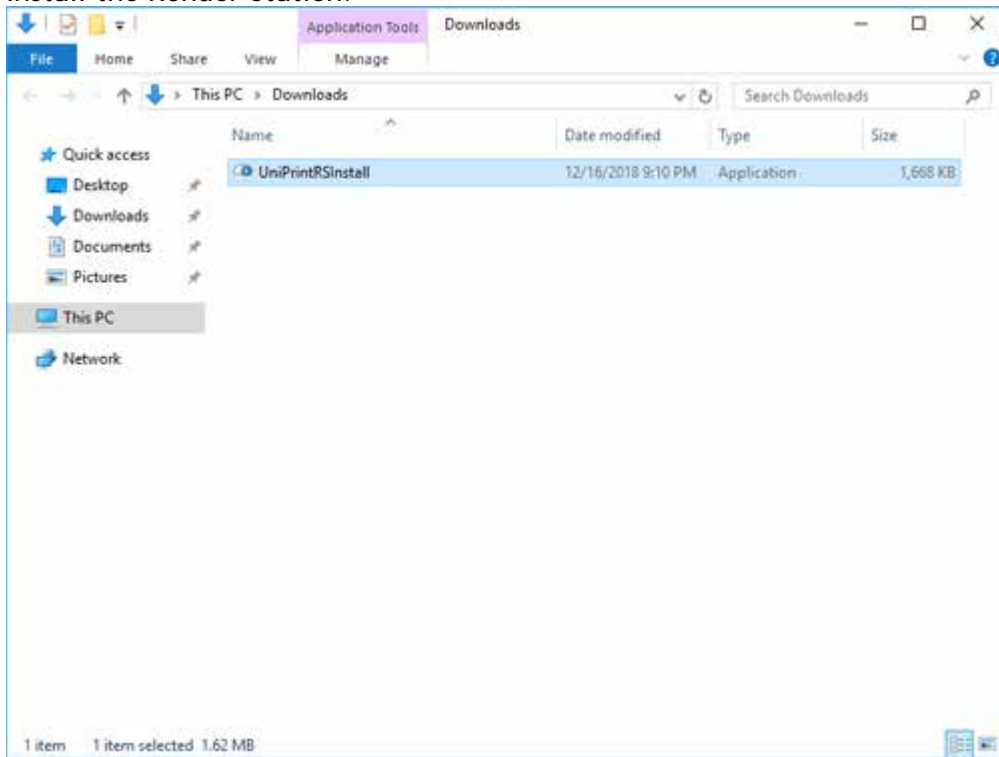 install the Render Station.
Application Tools Downloads
File Home Share View Manage
This PC > Downloads Search Downloads
Name Date modified Type Size
Quick access
UniPrintRSInstall 12/16/2018 9:10 PM Application 1,668 KB
Desktop
Downloads
Documents
Pictures
This PC
Network
1 item 1 item selected 1.62 MB